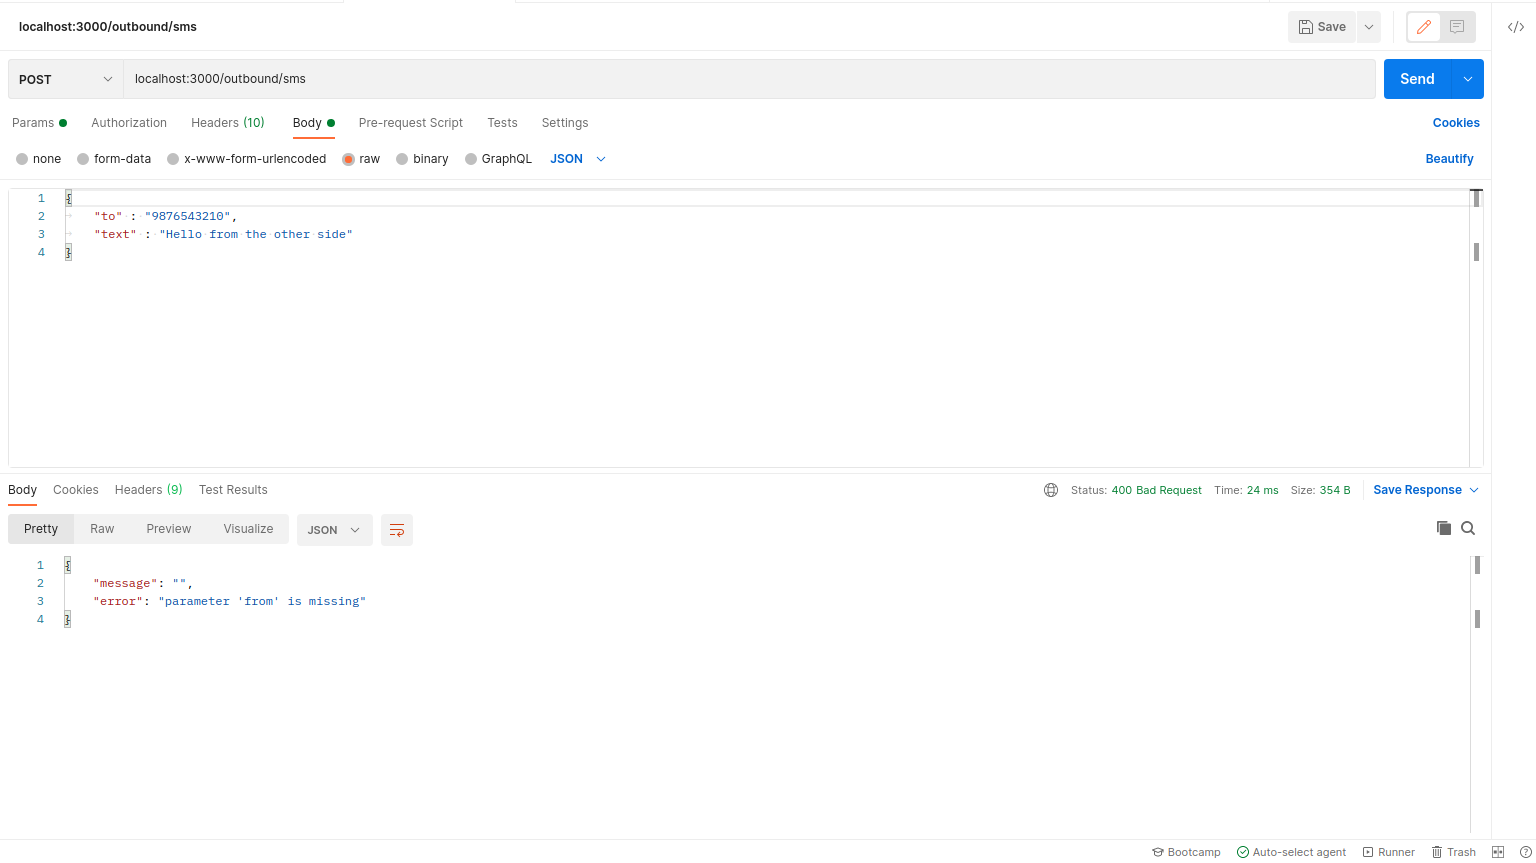 localhost:3000/outbound/sms
Save
POST
localhost:3000/outbound/sms
Send
Params Authorization Headers (10) Body Pre-request Script Tests Settings Cookies
none form-data x-www-form-urlencoded raw binary GraphQL JSON Beautify
1 {
2 "to" : "9876543210",
3 "text" : "Hello from the other side"
4 }
Body Cookies Headers (9) Test Results Status: 400 Bad Request Time: 24 ms Size: 354 B Save Response
Pretty Raw Preview Visualize JSON
1 {
2 "message": "",
3 "error": "parameter 'from' is missing"
4 }
Bootcamp Auto-select agent Runner Trash